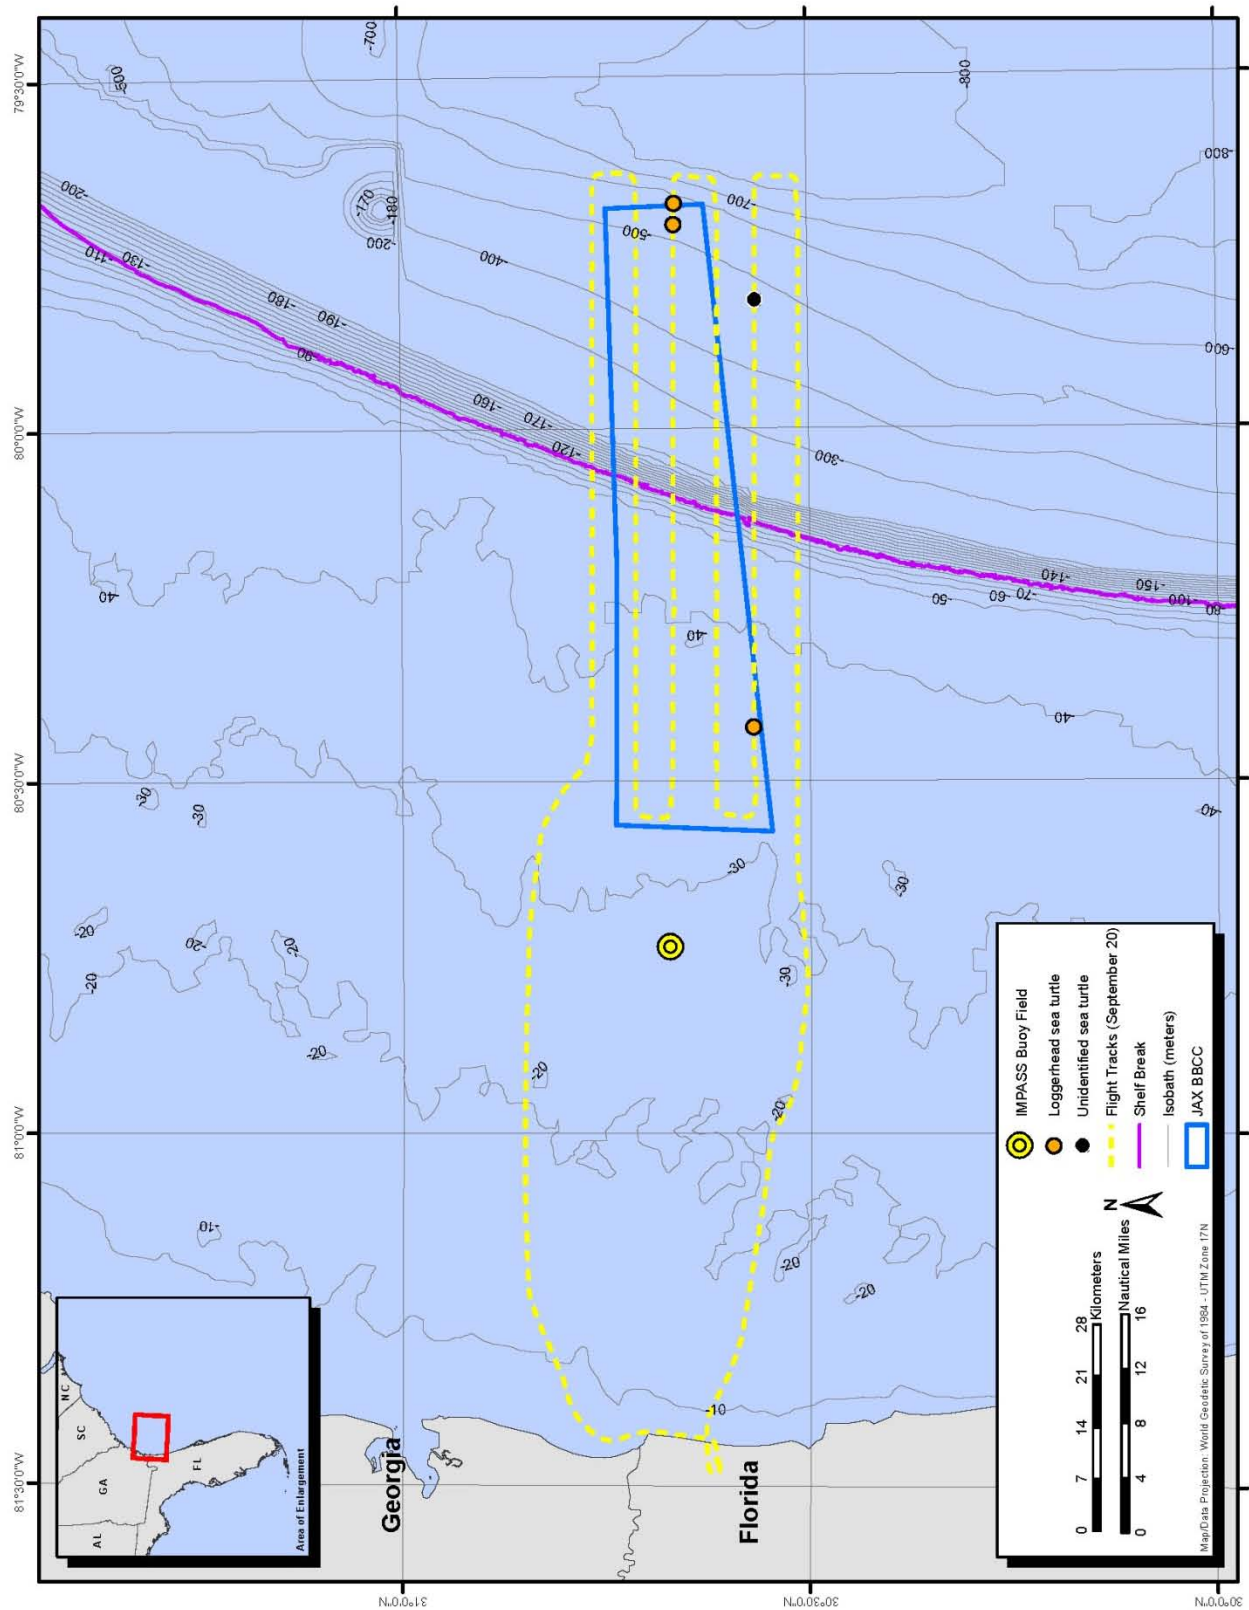 81°30'0"W
81°0'0"W
80°30'0"W
80°0'0"W
79°30'0"W
31°0'0"N
30°30'0"N
30°0'0"N
AL
GA
SC
NC
FL
Area of Enlargement
Georgia
Florida
-10
-10
-20
-20
-20
-20
-20
-20
-20
-20
-20
-30
-30
-30
-30
-30
-40
-40
-40
-40
-50
-60
-70
-80
-90
-100
-110
-120
-130
-140
-150
-160
-170
-180
-190
-200
-170
-180
-200
-300
-400
-500
-600
-700
-700
-800
-800
0 7 14 21 28
Kilometers
Nautical Miles
0 4 8 12 16
N
IMPASS Buoy Field
Loggerhead sea turtle
Unidentified sea turtle
Flight Tracks (September 20)
Shelf Break
Isobath (meters)
JAX BBCC
Map/Data Projection: World Geodetic Survey of 1984 - UTM Zone 17N